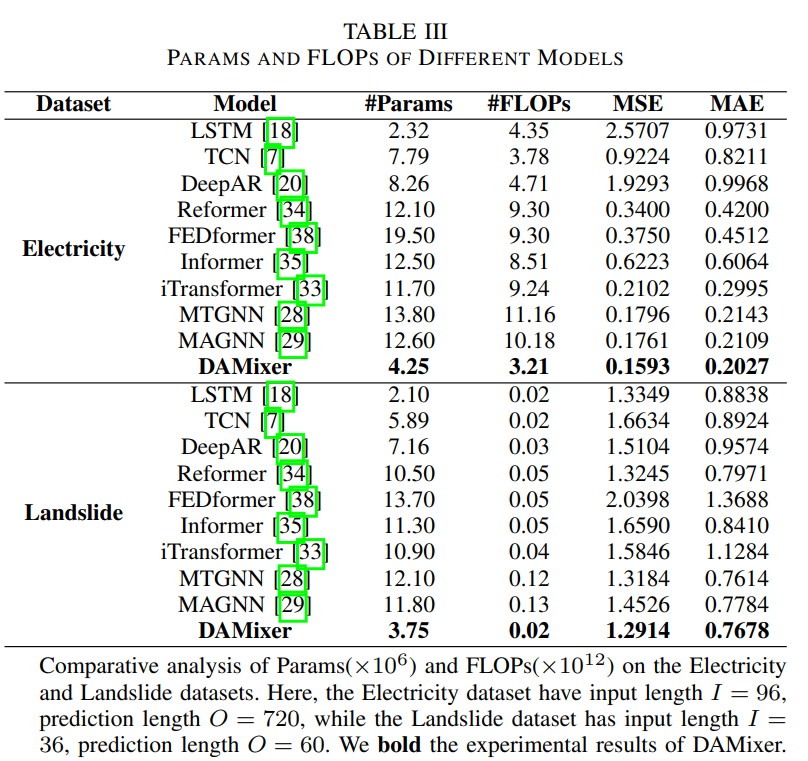 TABLE III
PARAMS AND FLOPS OF DIFFERENT MODELS
Dataset Model #Params #FLOPs MSE MAE
LSTM [18] 2.32 4.35 2.5707 0.9731
TCN [7] 7.79 3.78 0.9224 0.8211
DeepAR [20] 8.26 4.71 1.9293 0.9968
Reformer [34] 12.10 9.30 0.3400 0.4200
FEDformer [38] 19.50 9.30 0.3750 0.4512
Electricity
Informer [35] 12.50 8.51 0.6223 0.6064
iTransformer [33] 11.70 9.24 0.2102 0.2995
MTGNN [28] 13.80 11.16 0.1796 0.2143
MAGNN [29] 12.60 10.18 0.1761 0.2109
DAMixer 4.25 3.21 0.1593 0.2027
LSTM [18] 2.10 0.02 1.3349 0.8838
TCN [7] 5.89 0.02 1.6634 0.8924
DeepAR [20] 7.16 0.03 1.5104 0.9574
Reformer [34] 10.50 0.05 1.3245 0.7971
FEDformer [38] 13.70 0.05 2.0398 1.3688
Landslide
Informer [35] 11.30 0.05 1.6590 0.8410
iTransformer [33] 10.90 0.04 1.5846 1.1284
MTGNN [28] 12.10 0.12 1.3184 0.7614
MAGNN [29] 11.80 0.13 1.4526 0.7784
DAMixer 3.75 0.02 1.2914 0.7678
Comparative analysis of Params(×10⁶) and FLOPs(×10¹²) on the Electricity
and Landslide datasets. Here, the Electricity dataset have input length I = 96,
prediction length O = 720, while the Landslide dataset has input length I =
36, prediction length O = 60. We bold the experimental results of DAMixer.